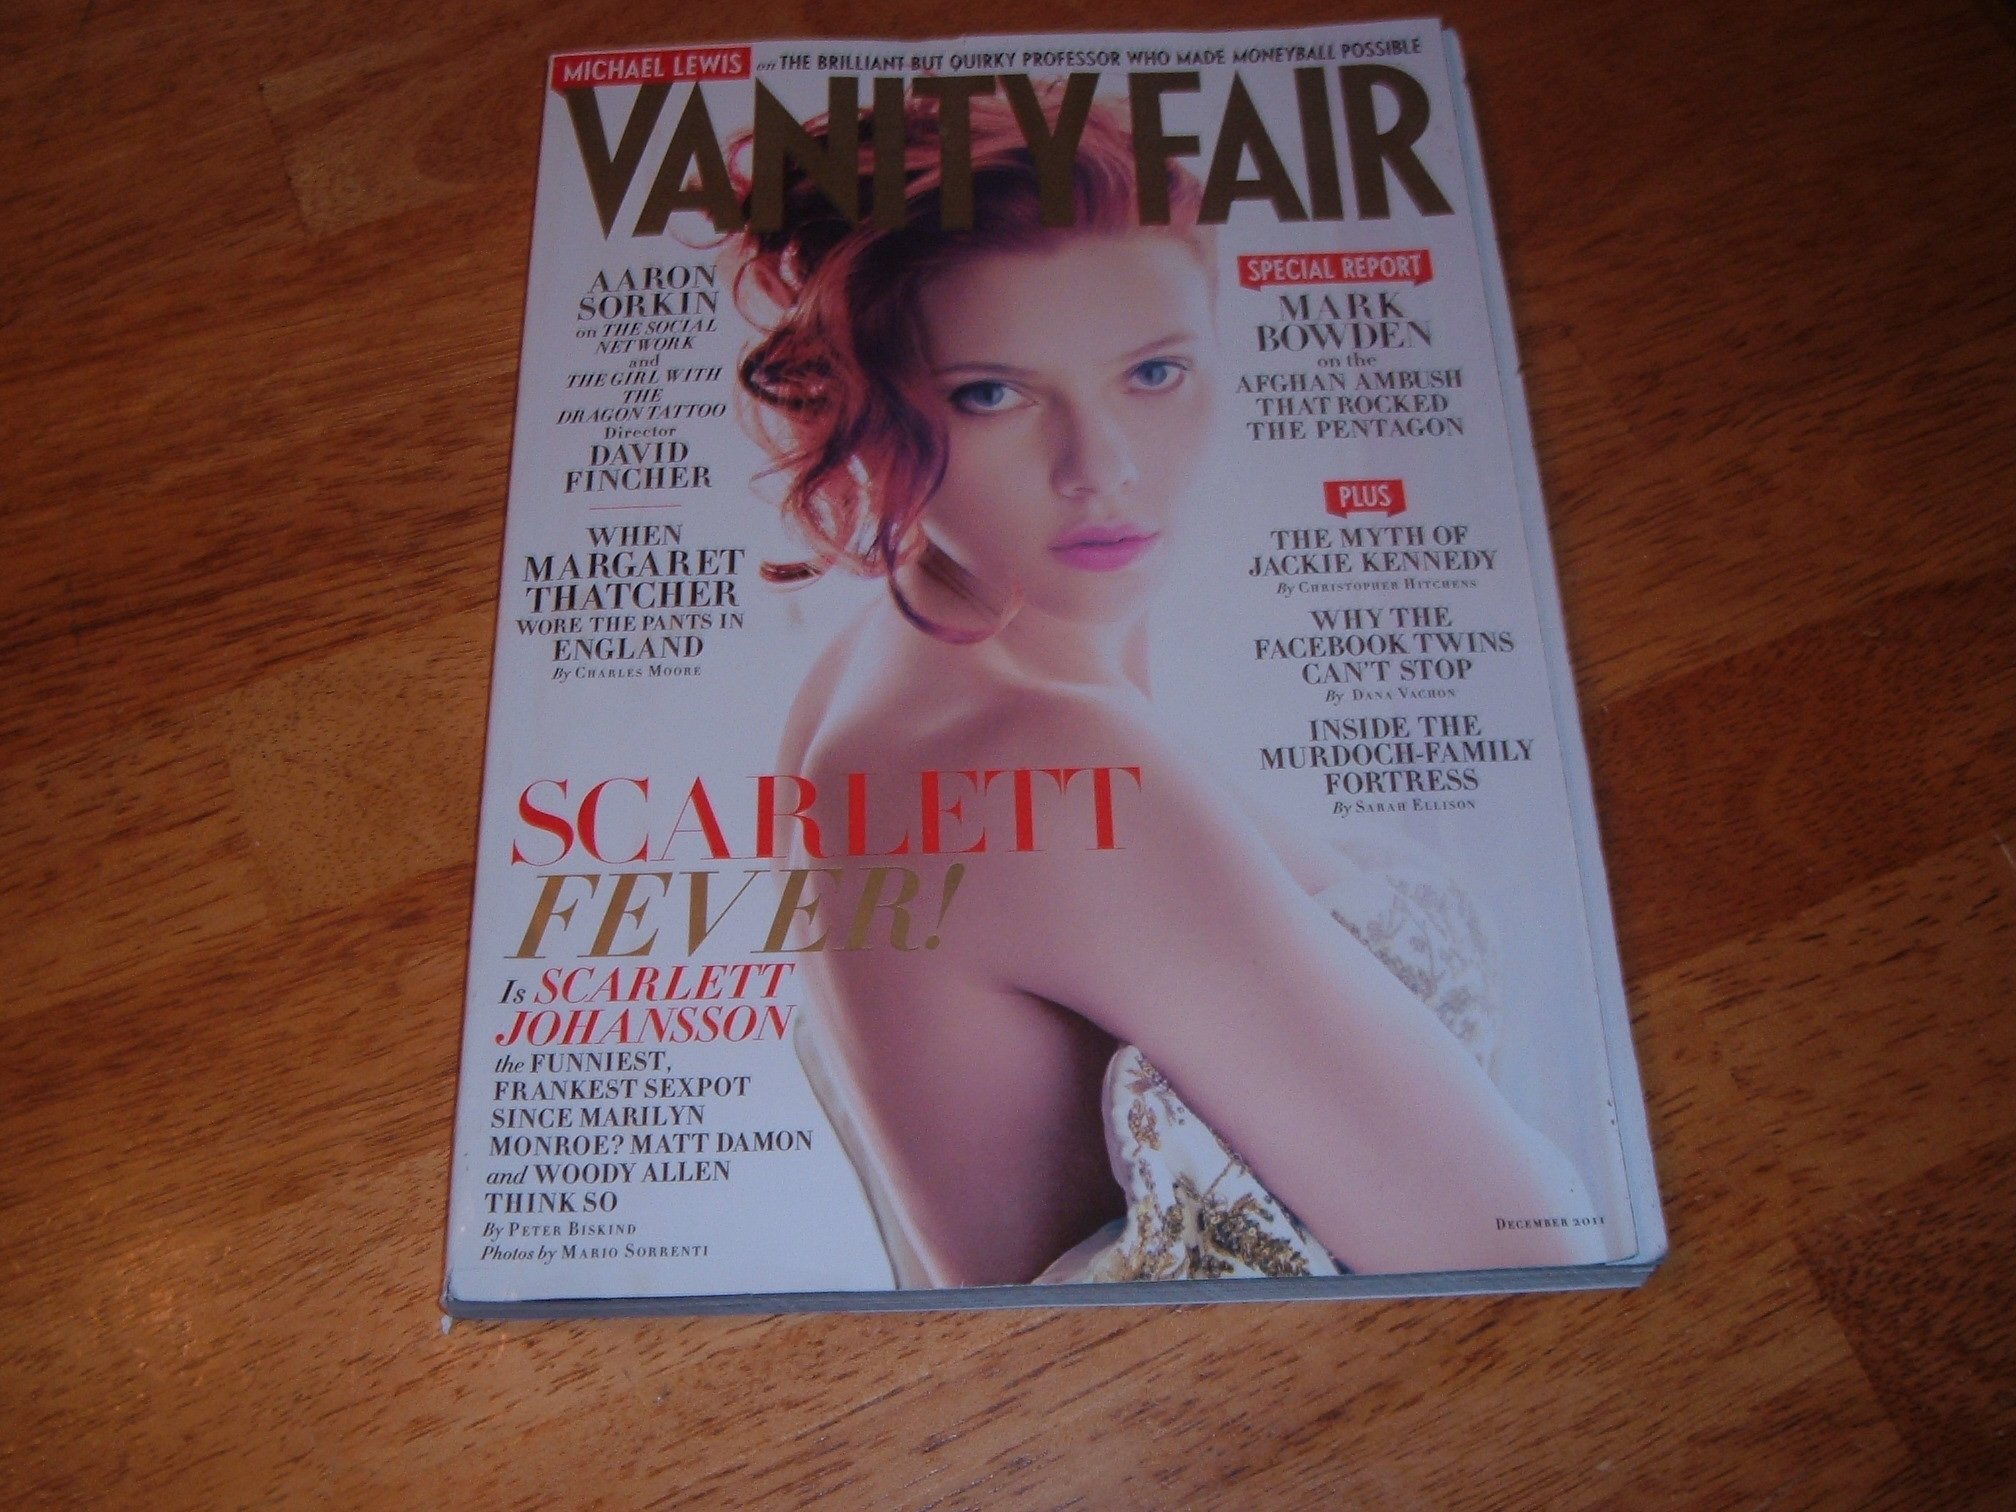 MICHAEL LEWIS on THE BRILLIANT BUT QUIRKY PROFESSOR WHO MADE MONEYBALL POSSIBLE
VANITY FAIR
AARON
SORKIN
on THE SOCIAL
NETWORK
and
THE GIRL WITH
THE
DRAGON TATTOO
Director
DAVID
FINCHER
WHEN
MARGARET
THATCHER
WORE THE PANTS IN
ENGLAND
By CHARLES MOORE
SPECIAL REPORT
MARK
BOWDEN
on the
AFGHAN AMBUSH
THAT ROCKED
THE PENTAGON
PLUS
THE MYTH OF
JACKIE KENNEDY
By CHRISTOPHER HITCHENS
WHY THE
FACEBOOK TWINS
CAN'T STOP
By DANA VACHON
INSIDE THE
MURDOCH-FAMILY
FORTRESS
By SARAH ELLISON
SCARLETT
FEVER!
Is SCARLETT
JOHANSSON
the FUNNIEST,
FRANKEST SEXPOT
SINCE MARILYN
MONROE? MATT DAMON
and WOODY ALLEN
THINK SO
By PETER BISKIND
Photos by MARIO SORRENTI
DECEMBER 2011